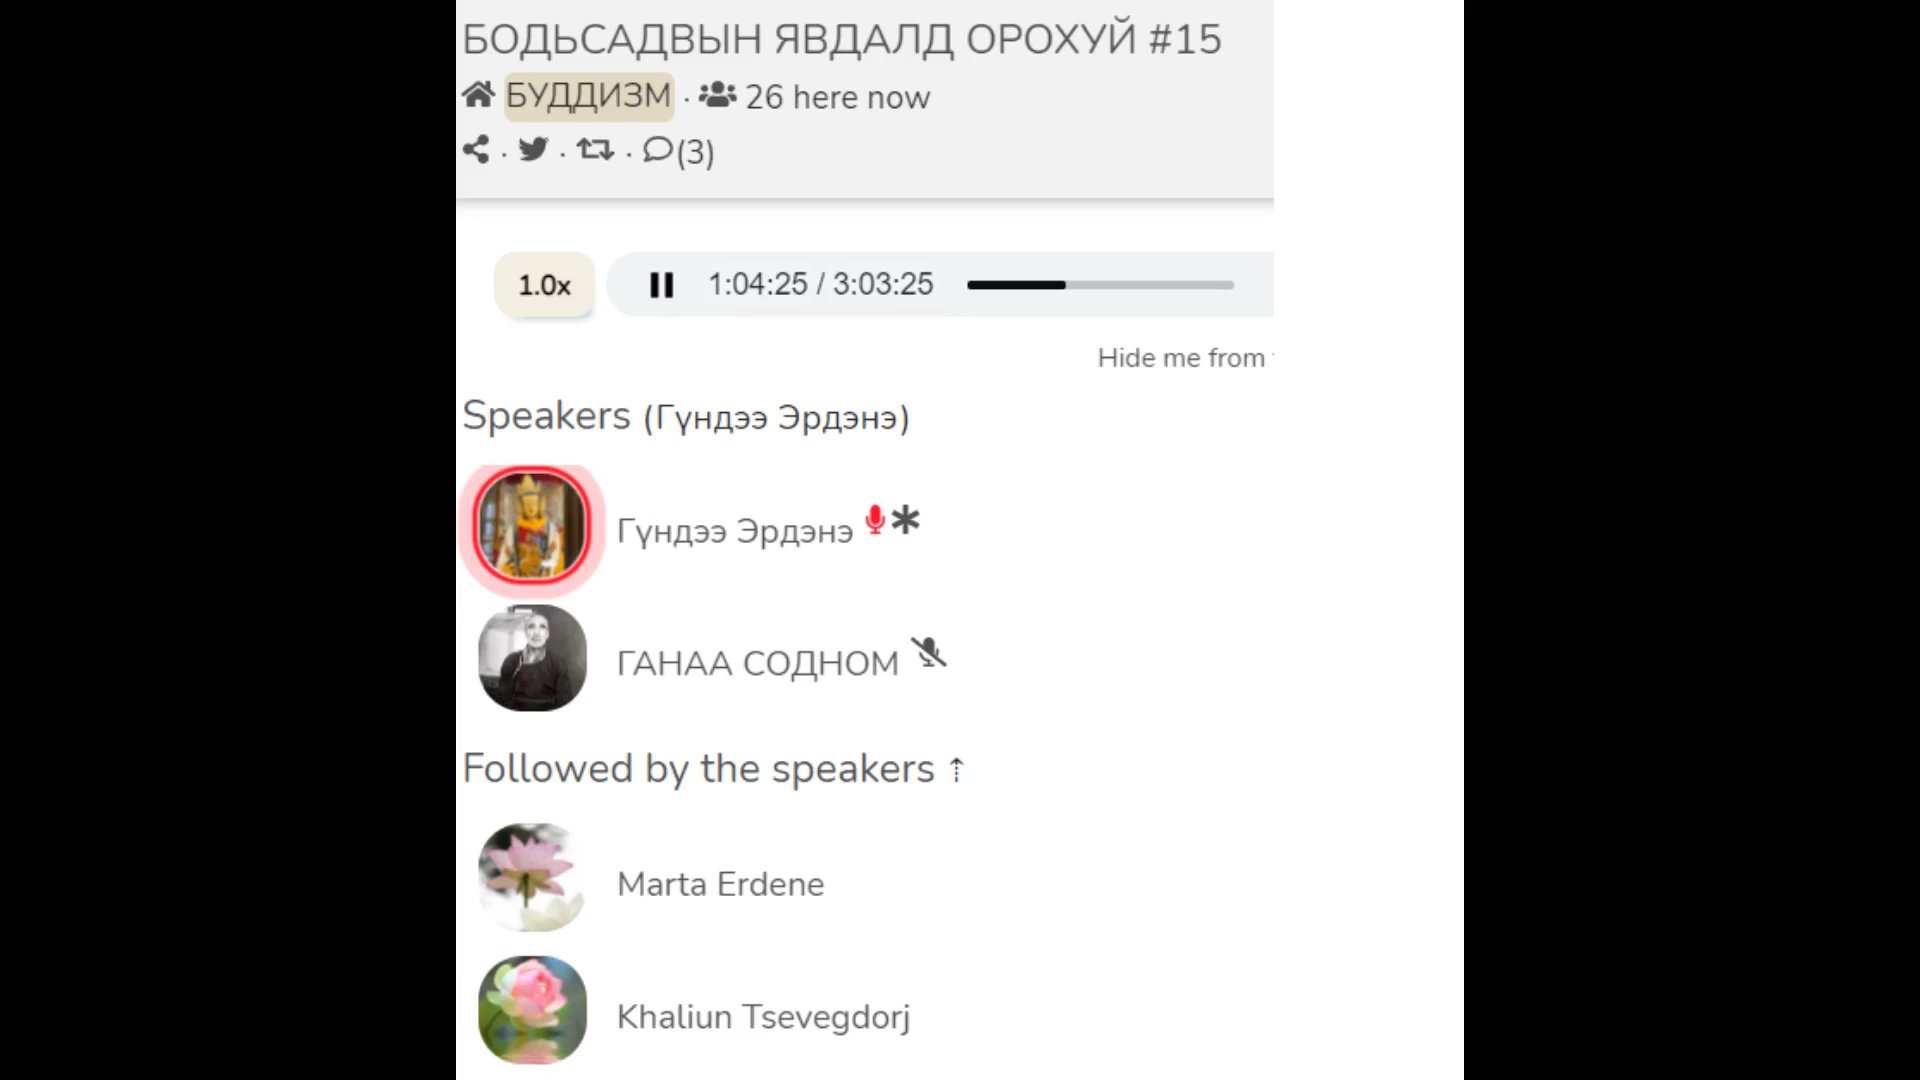 БОДЬСАДВЫН ЯВДАЛД ОРОХУЙ #15
БУДДИЗМ · 26 here now
· · · (3)
1.0x 1:04:25 / 3:03:25
Hide me from
Speakers (Гүндээ Эрдэнэ)
Гүндээ Эрдэнэ
ГАНАА СОДНОМ
Followed by the speakers ⇡
Marta Erdene
Khaliun Tsevegdorj